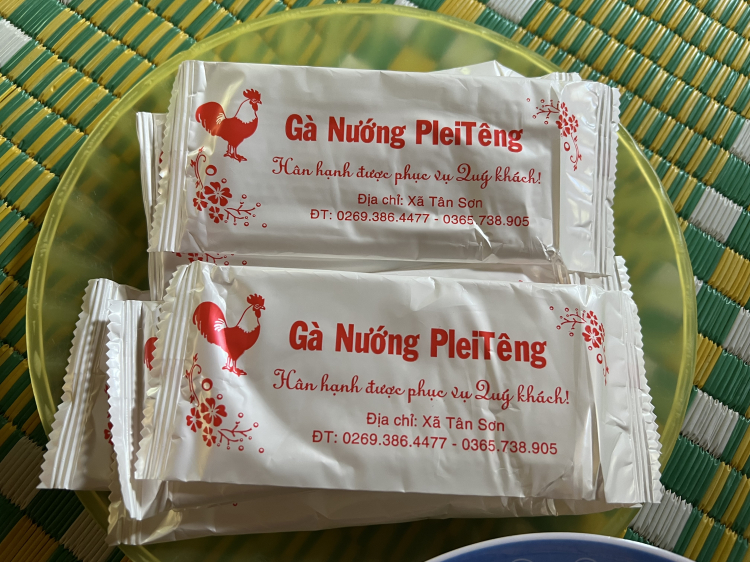 Gà Nướng PleiTêng
Hân hạnh được phục vụ Quý khách!
Địa chỉ: Xã Tân Sơn
ĐT: 0269.386.4477 - 0365.738.905
Gà Nướng PleiTêng
Hân hạnh được phục vụ Quý khách!
Địa chỉ: Xã Tân Sơn
ĐT: 0269.386.4477 - 0365.738.905